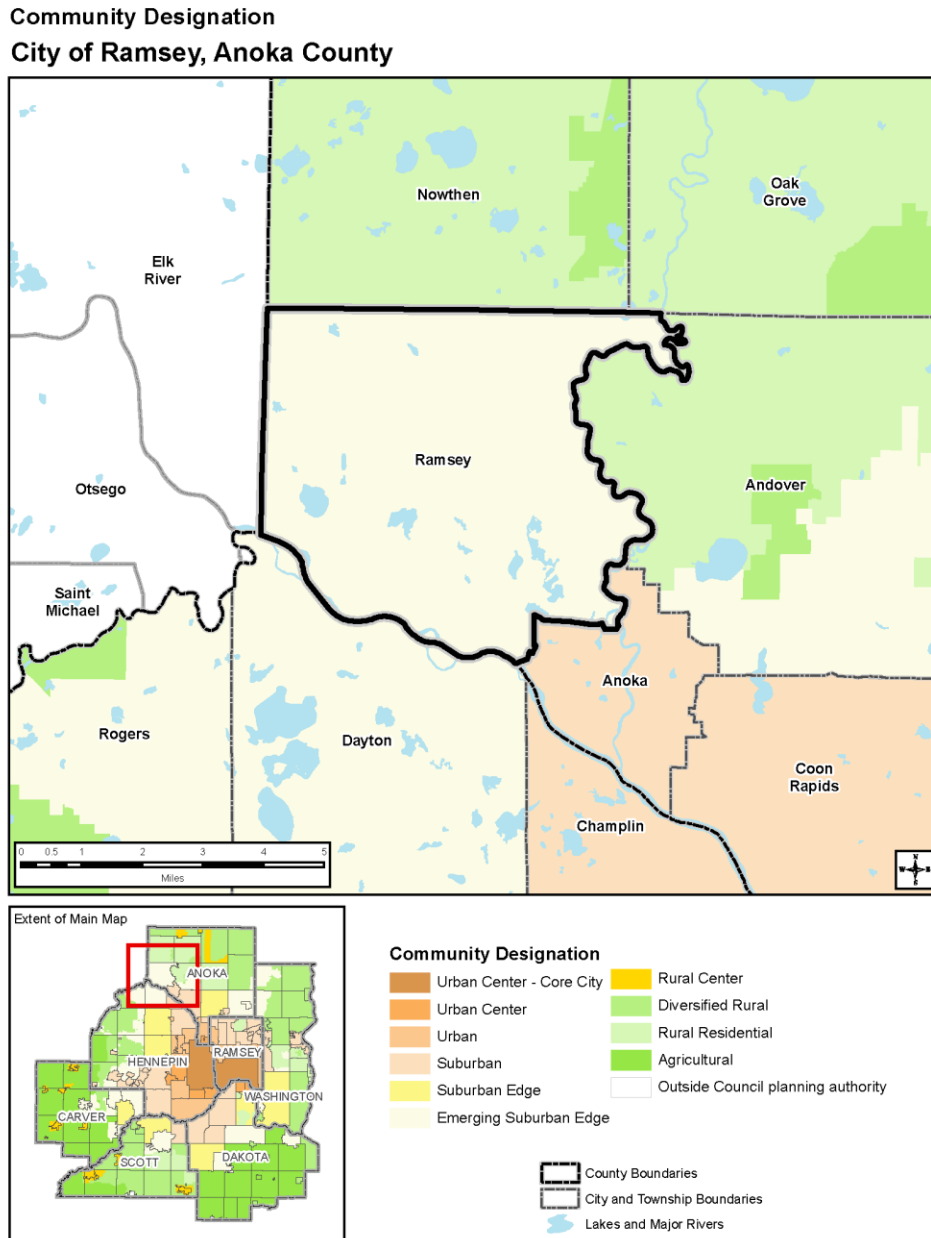 Community Designation
City of Ramsey, Anoka County
Nowthen
Oak
Grove
Elk
River
Ramsey
Otsego
Andover
Saint
Michael
Anoka
Rogers
Dayton
Coon
Rapids
Champlin
0 0.5 1 2 3 4 5
Miles
N
W E
S
Extent of Main Map
ANOKA
HENNEPIN
RAMSEY
WASHINGTON
CARVER
SCOTT
DAKOTA
Community Designation
Urban Center - Core City
Urban Center
Urban
Suburban
Suburban Edge
Emerging Suburban Edge
Rural Center
Diversified Rural
Rural Residential
Agricultural
Outside Council planning authority
County Boundaries
City and Township Boundaries
Lakes and Major Rivers